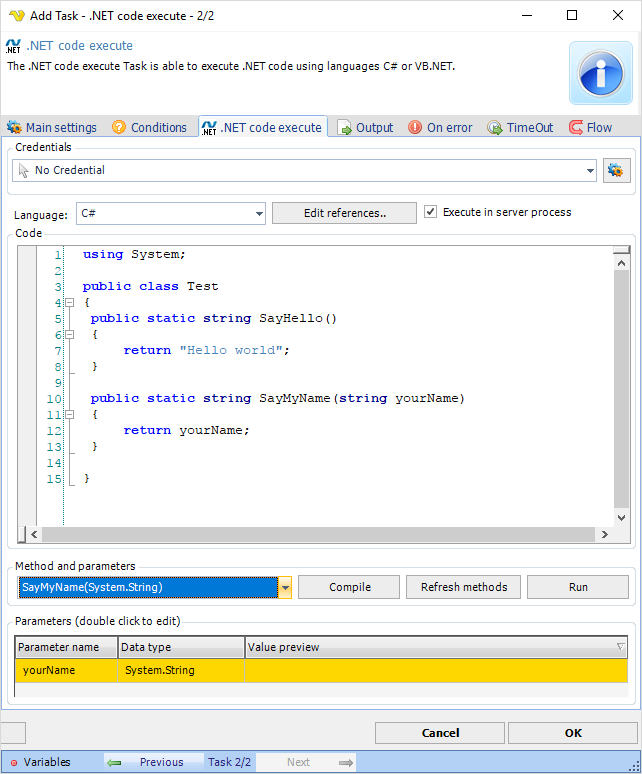 Add Task - .NET code execute - 2/2
.NET .NET code execute
The .NET code execute Task is able to execute .NET code using languages C# or VB.NET.
Main settings Conditions .NET .NET code execute Output On error TimeOut Flow
Credentials
No Credential
Language: C# Edit references.. Execute in server process
Code
1 using System;
2
3 public class Test
4 {
5 public static string SayHello()
6 {
7 return "Hello world";
8 }
9
10 public static string SayMyName(string yourName)
11 {
12 return yourName;
13 }
14
15 }
Method and parameters
SayMyName(System.String) Compile Refresh methods Run
Parameters (double click to edit)
Parameter name Data type Value preview
yourName System.String
Cancel OK
Variables Previous Task 2/2 Next